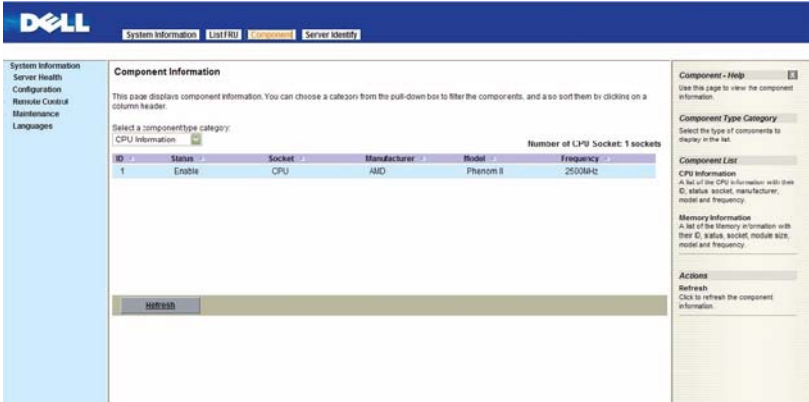 DELL
System Information
List FRU
Component
Server Identify
System Information
Server Health
Configuration
Remote Control
Maintenance
Languages
Component Information
This page displays component information. You can choose a category from the pull-down box to filter the components, and also sort them by clicking on a
column header.
Select a component type category:
CPU Information
Number of CPU Socket: 1 sockets
ID Status Socket Manufacturer Model Frequency
1 Enable CPU AMD Phenom II 2500MHz
Refresh
Component - Help X
Use this page to view the component
information.
Component Type Category
Select the type of components to
display in the list.
Component List
CPU Information
A list of the CPU information with their
ID, status, socket, manufacturer,
model and frequency.
Memory Information
A list of the Memory information with
their ID, status, socket, module size,
model and frequency.
Actions
Refresh
Click to refresh the component
information.